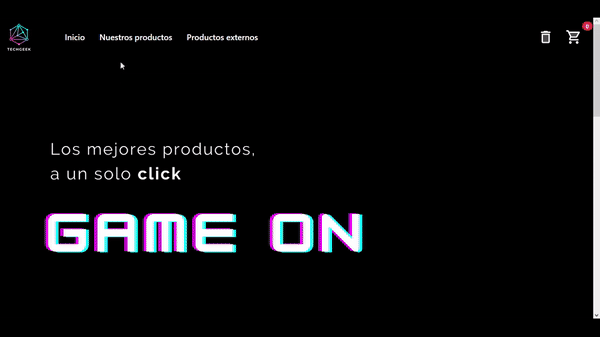 TECHGEEK
Inicio
Nuestros productos
Productos externos
0
Los mejores productos,
a un solo click
GAME ON